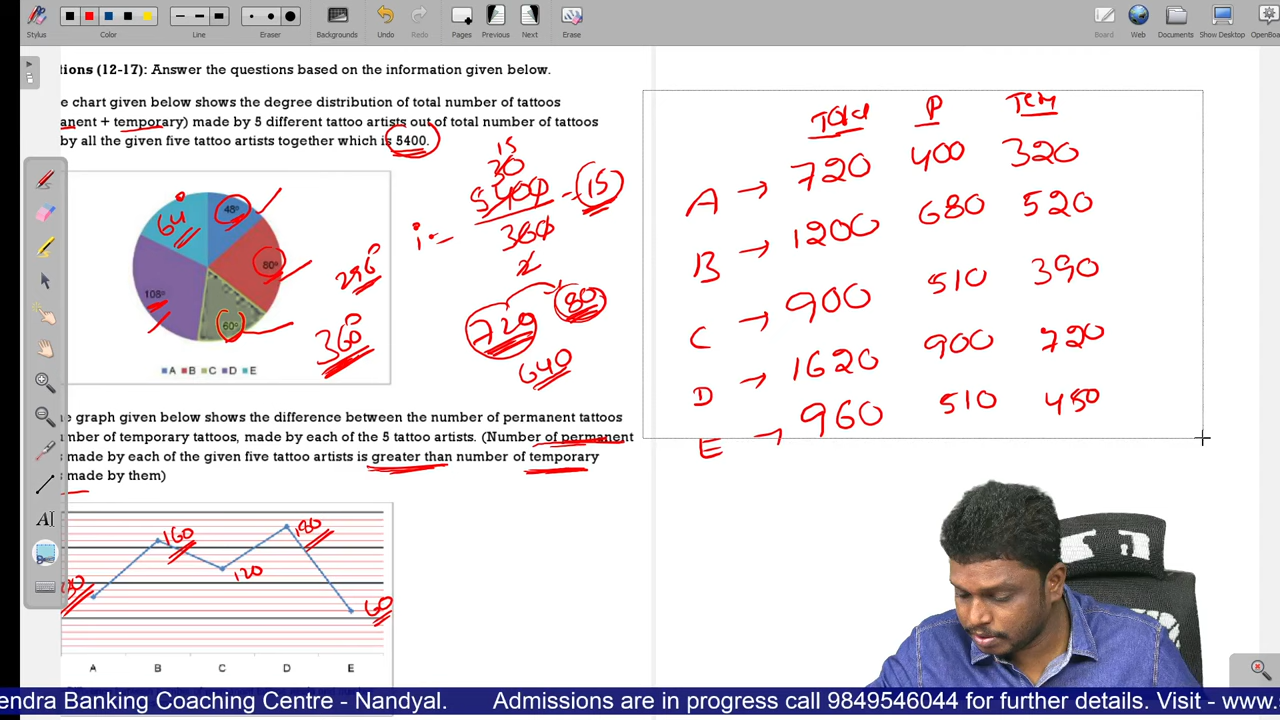 Stylus
Color
Line
Eraser
Backgrounds
Undo
Redo
Pages
Previous
Next
Erase
Board
Web
Documents
Show Desktop
OpenBoa
tions (12-17): Answer the questions based on the information given below.
e chart given below shows the degree distribution of total number of tattoos
anent + temporary) made by 5 different tattoo artists out of total number of tattoos
by all the given five tattoo artists together which is 5400.
48°
80°
60°
108°
64°
296°
360°
A B C D E
15
30
5400
360
= 15
1° -
720
80
640
Total P Tem
A → 720 400 320
B → 1200 680 520
C → 900 510 390
D → 1620 900 720
E → 960 510 450
e graph given below shows the difference between the number of permanent tattoos
umber of temporary tattoos, made by each of the 5 tattoo artists. (Number of permanent
s made by each of the given five tattoo artists is greater than number of temporary
s made by them)
80
160
120
180
60
A B C D E
endra Banking Coaching Centre - Nandyal. Admissions are in progress call 9849546044 for further details. Visit - www.